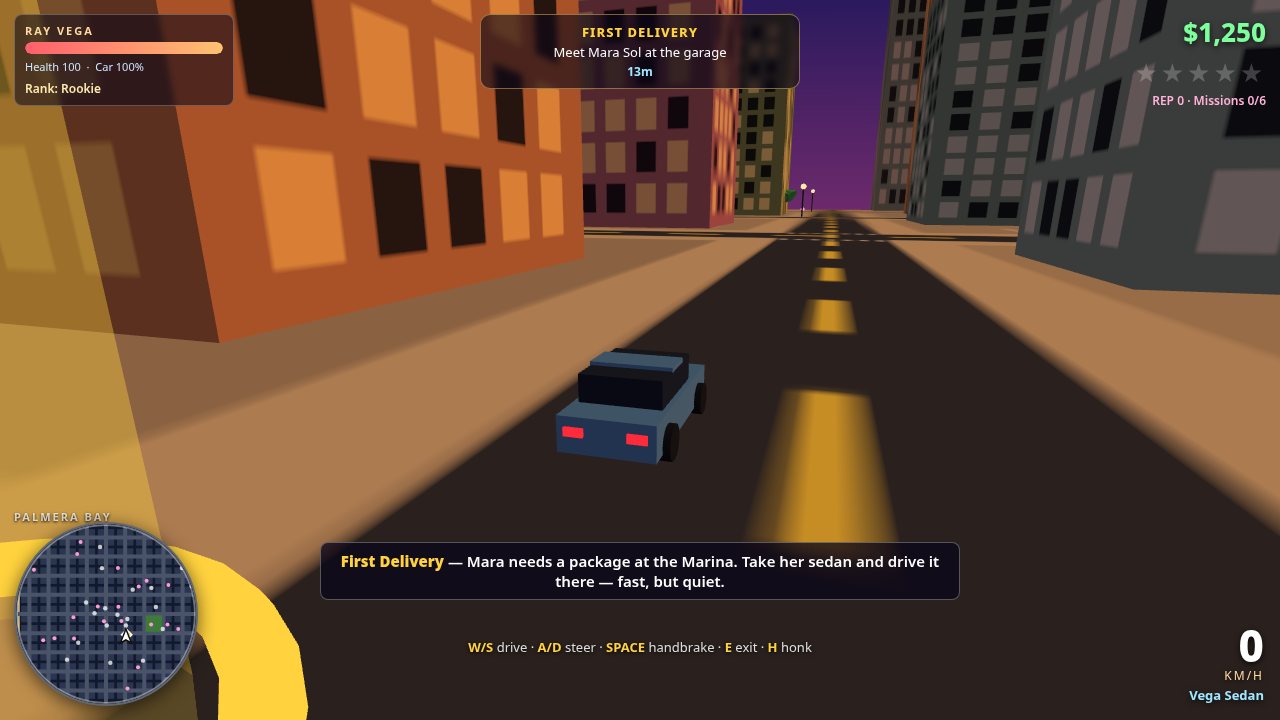 RAY VEGA
Health 100 · Car 100%
Rank: Rookie
FIRST DELIVERY
Meet Mara Sol at the garage
13m
$1,250
★★★★★
REP 0 · Missions 0/6
PALMERA BAY
First Delivery — Mara needs a package at the Marina. Take her sedan and drive it
there — fast, but quiet.
W/S drive · A/D steer · SPACE handbrake · E exit · H honk
0
KM/H
Vega Sedan